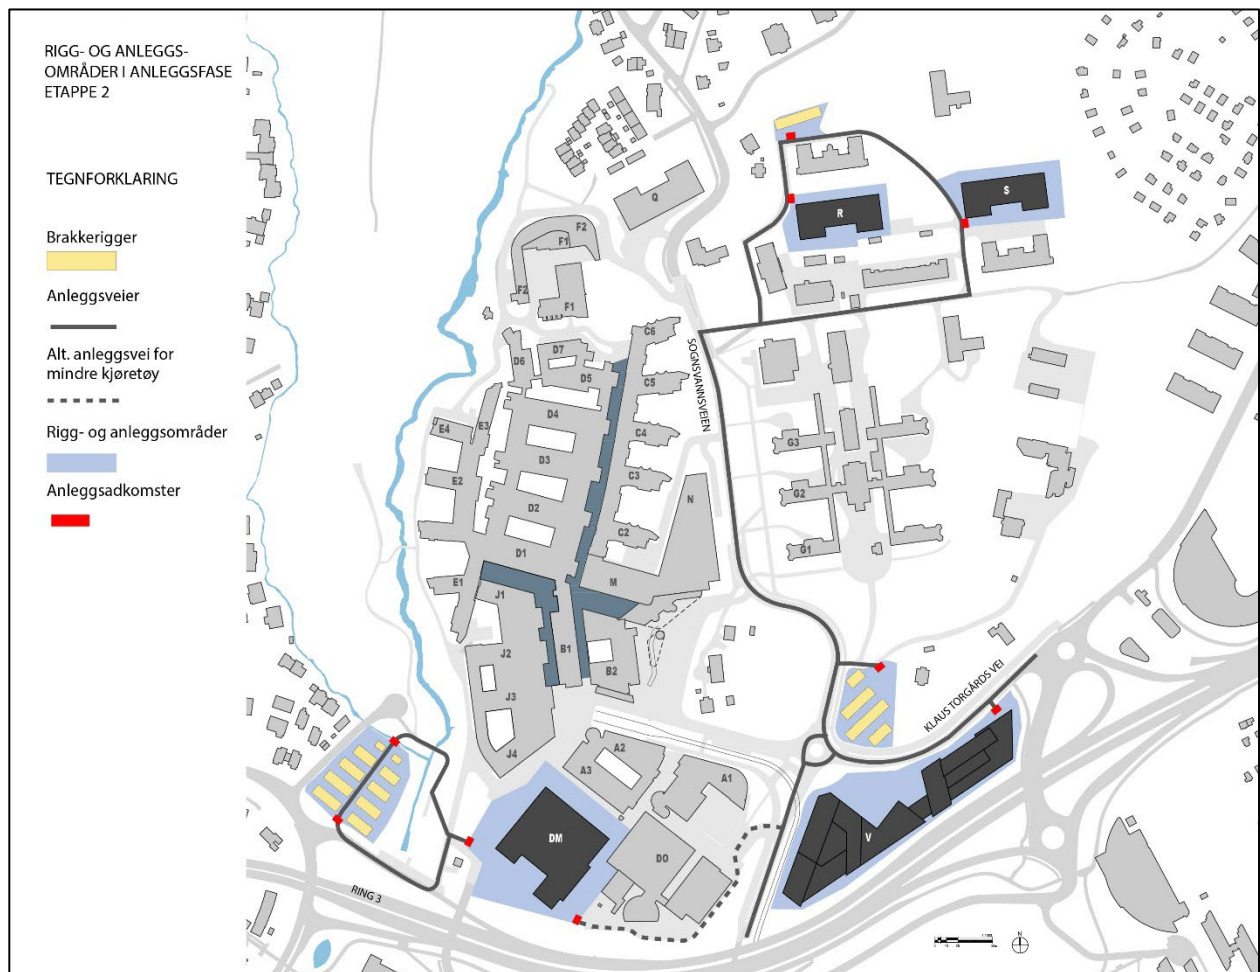 RIGG- OG ANLEGGS-
OMRÅDER I ANLEGGSFASE
ETAPPE 2
TEGNFORKLARING
Brakkerigger
Anleggsveier
Alt. anleggsvei for
mindre kjøretøy
Rigg- og anleggsområder
Anleggsadkomster
R
S
Q
F2
F1
F2
F1
C6
D7
D6
D5
C5
SOGNSVANNSVEIEN
D4
E4
E3
C4
G3
D3
C3
E2
N
G2
D2
C2
G1
D1
E1
M
J1
J2
B1
B2
J3
KLAUS TORGÅRDS VEI
J4
A2
A3
A1
DM
DO
V
RING 3
N